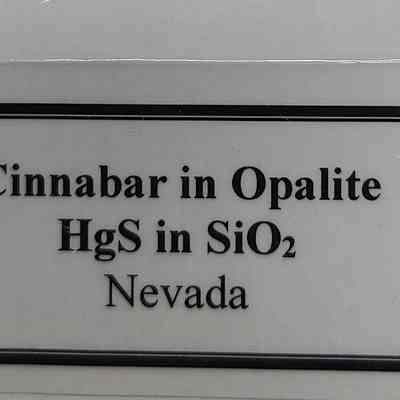 Cinnabar in Opalite
HgS in SiO₂
Nevada